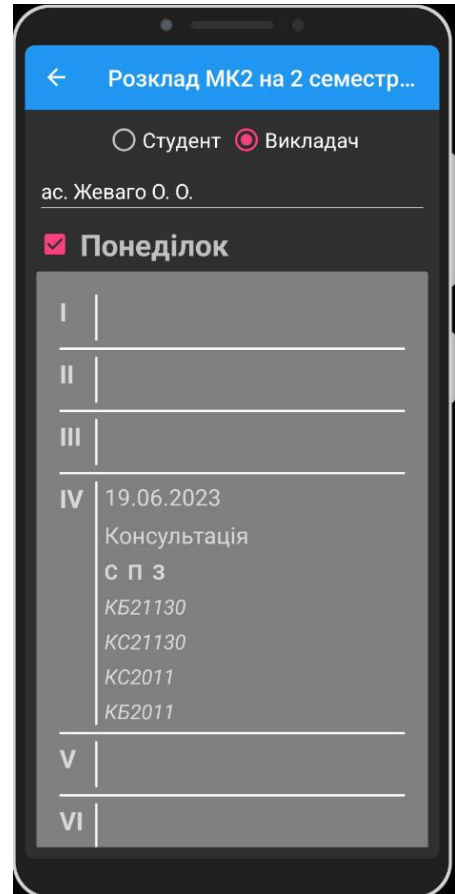 Розклад МК2 на 2 семестр...
Студент Викладач
ас. Жеваго О. О.
Понеділок
I
II
III
IV 19.06.2023
Консультація
С П З
КБ21130
КС21130
КС2011
КБ2011
V
VI